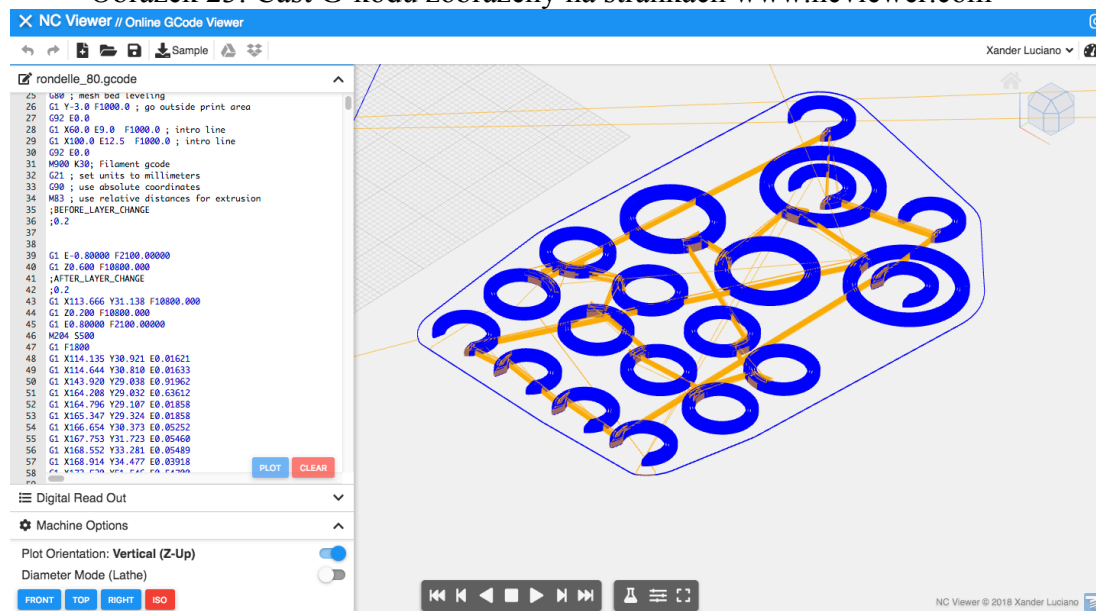 Obrázek 23: Část G-kódu zobrazený na stránkách www.ncviewer.com
NC Viewer // Online GCode Viewer
Sample
Xander Luciano
rondelle_80.gcode
25 G80 ; mesh bed leveling
26 G1 Y-3.0 F1000.0 ; go outside print area
27 G92 E0.0
28 G1 X60.0 E9.0  F1000.0 ; intro line
29 G1 X100.0 E12.5  F1000.0 ; intro line
30 G92 E0.0
31 M900 K30; Filament gcode
32 G21 ; set units to millimeters
33 G90 ; use absolute coordinates
34 M83 ; use relative distances for extrusion
35 ;BEFORE_LAYER_CHANGE
36 ;0.2
37
38
39 G1 E-0.80000 F2100.00000
40 G1 Z0.600 F10800.000
41 ;AFTER_LAYER_CHANGE
42 ;0.2
43 G1 X113.666 Y31.138 F10800.000
44 G1 Z0.200 F10800.000
45 G1 E0.80000 F2100.00000
46 M204 S500
47 G1 F1800
48 G1 X114.135 Y30.921 E0.01621
49 G1 X114.644 Y30.810 E0.01633
50 G1 X143.920 Y29.038 E0.91962
51 G1 X164.208 Y29.032 E0.63612
52 G1 X164.796 Y29.107 E0.01858
53 G1 X165.347 Y29.324 E0.01858
54 G1 X166.654 Y30.373 E0.05252
55 G1 X167.753 Y31.723 E0.05460
56 G1 X168.552 Y33.281 E0.05489
57 G1 X168.914 Y34.477 E0.03918
58
PLOT
CLEAR
Digital Read Out
Machine Options
Plot Orientation: Vertical (Z-Up)
Diameter Mode (Lathe)
FRONT TOP RIGHT ISO
NC Viewer © 2018 Xander Luciano